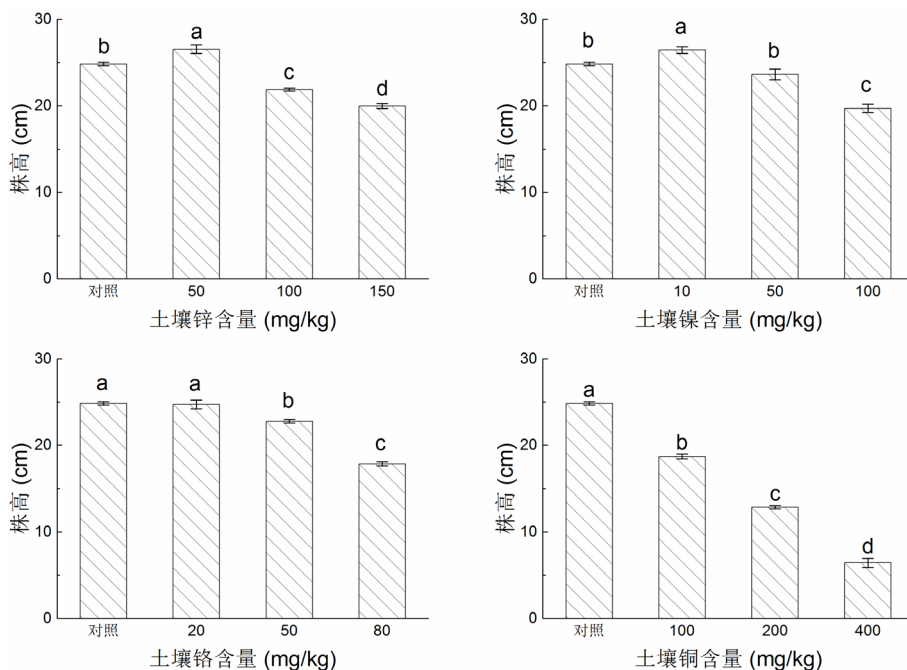 30
20
10
0
株高 (cm)
b
a
c
d
对照
50
100
150
土壤锌含量 (mg/kg)
30
20
10
0
株高 (cm)
b
a
b
c
对照
10
50
100
土壤镍含量 (mg/kg)
30
20
10
0
株高 (cm)
a
a
b
c
对照
20
50
80
土壤铬含量 (mg/kg)
30
20
10
0
株高 (cm)
a
b
c
d
对照
100
200
400
土壤铜含量 (mg/kg)